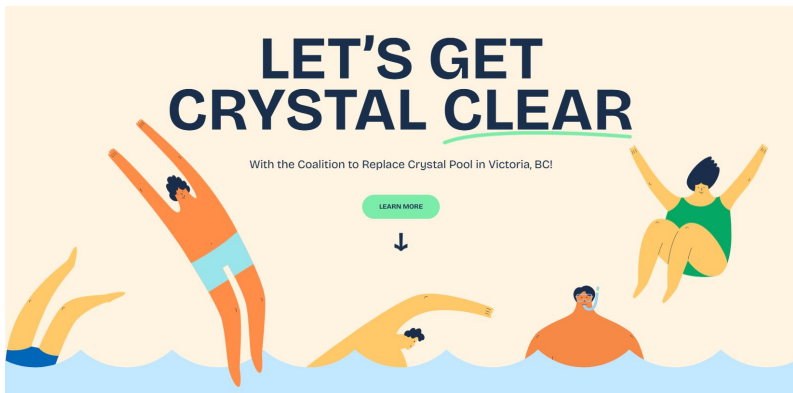 LET'S GET
CRYSTAL CLEAR
With the Coalition to Replace Crystal Pool in Victoria, BC!
LEARN MORE